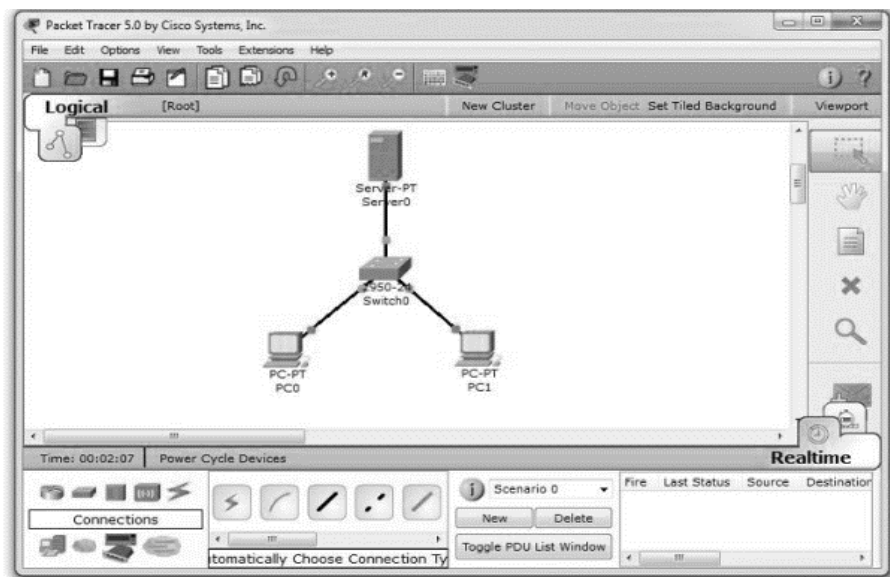 Packet Tracer 5.0 by Cisco Systems, Inc.
File Edit Options View Tools Extensions Help
Logical [Root] New Cluster Move Object Set Tiled Background Viewport
Server-PT
Server0
2950-24
Switch0
PC-PT
PC0
PC-PT
PC1
Time: 00:02:07 Power Cycle Devices Realtime
Connections
utomatically Choose Connection Ty
Scenario 0
New Delete
Toggle PDU List Window
Fire Last Status Source Destination